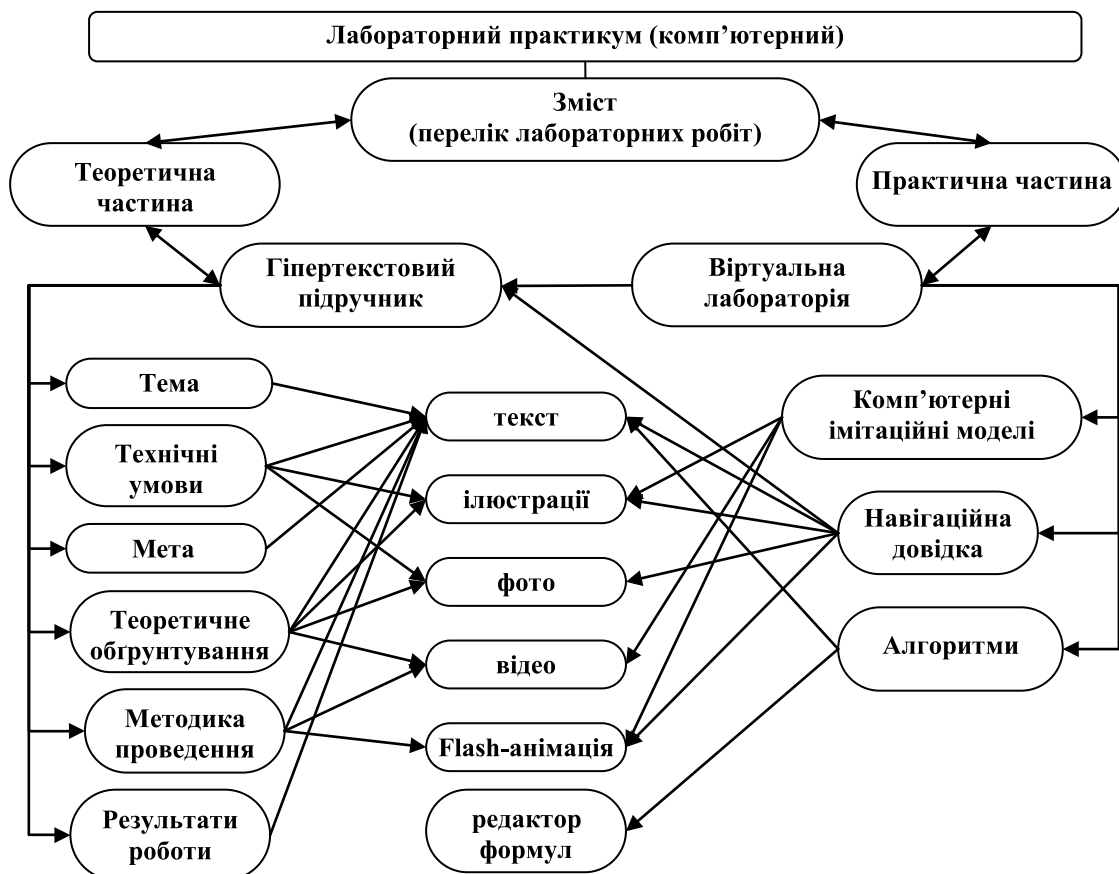 Лабораторний практикум (комп’ютерний)
Зміст
(перелік лабораторних робіт)
Теоретична
частина
Практична частина
Гіпертекстовий
підручник
Віртуальна
лабораторія
Тема
Технічні
умови
Мета
Теоретичне
обґрунтування
Методика
проведення
Результати
роботи
текст
ілюстрації
фото
відео
Flash-анімація
редактор
формул
Комп’ютерні
імітаційні моделі
Навігаційна
довідка
Алгоритми